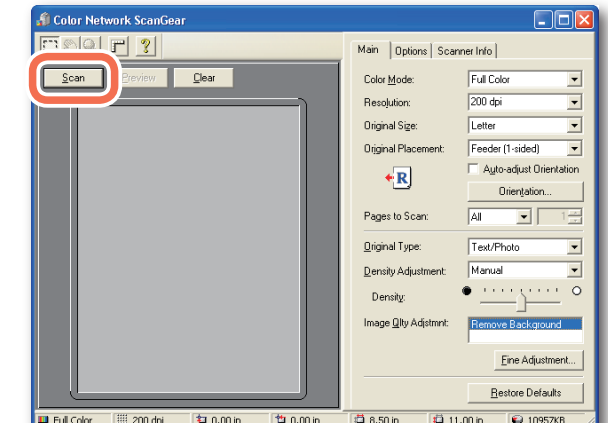 Color Network ScanGear
Main Options Scanner Info
Scan Preview Clear
Color Mode: Full Color
Resolution: 200 dpi
Original Size: Letter
Original Placement: Feeder (1-sided)
Auto-adjust Orientation
R
Orientation...
Pages to Scan: All 1
Original Type: Text/Photo
Density Adjustment: Manual
Density:
Image Qlty Adjstmnt: Remove Background
Fine Adjustment...
Restore Defaults
Full Color 200 dpi 0.00 in 0.00 in 8.50 in 11.00 in 10957KB